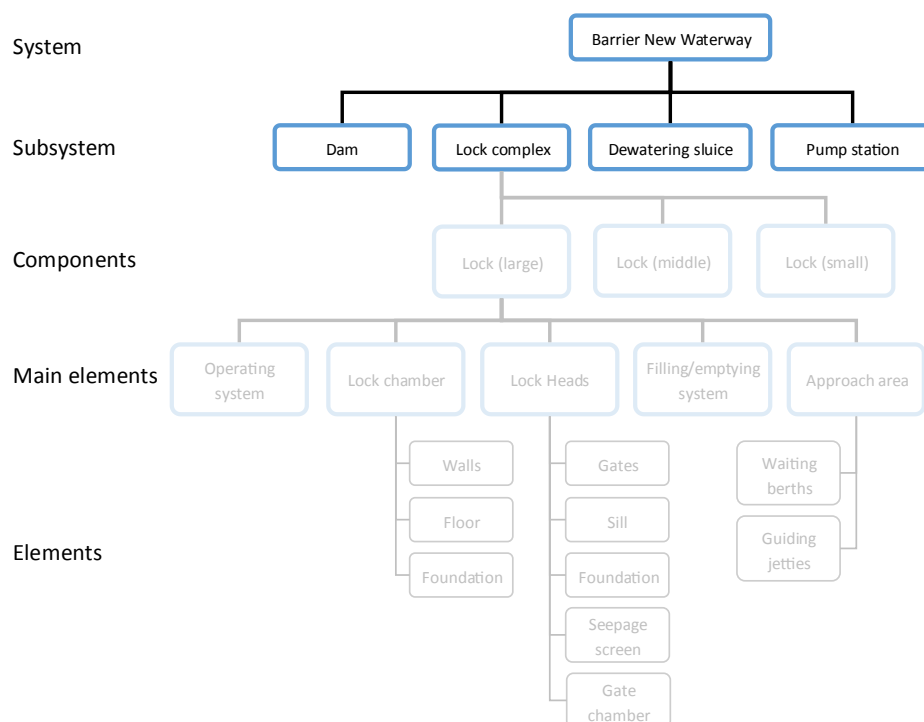 System
Barrier New Waterway
Subsystem
Dam
Lock complex
Dewatering sluice
Pump station
Components
Lock (large)
Lock (middle)
Lock (small)
Main elements
Operating
system
Lock chamber
Lock Heads
Filling/emptying
system
Approach area
Elements
Walls
Floor
Foundation
Gates
Sill
Foundation
Seepage
screen
Gate
chamber
Waiting
berths
Guiding
jetties